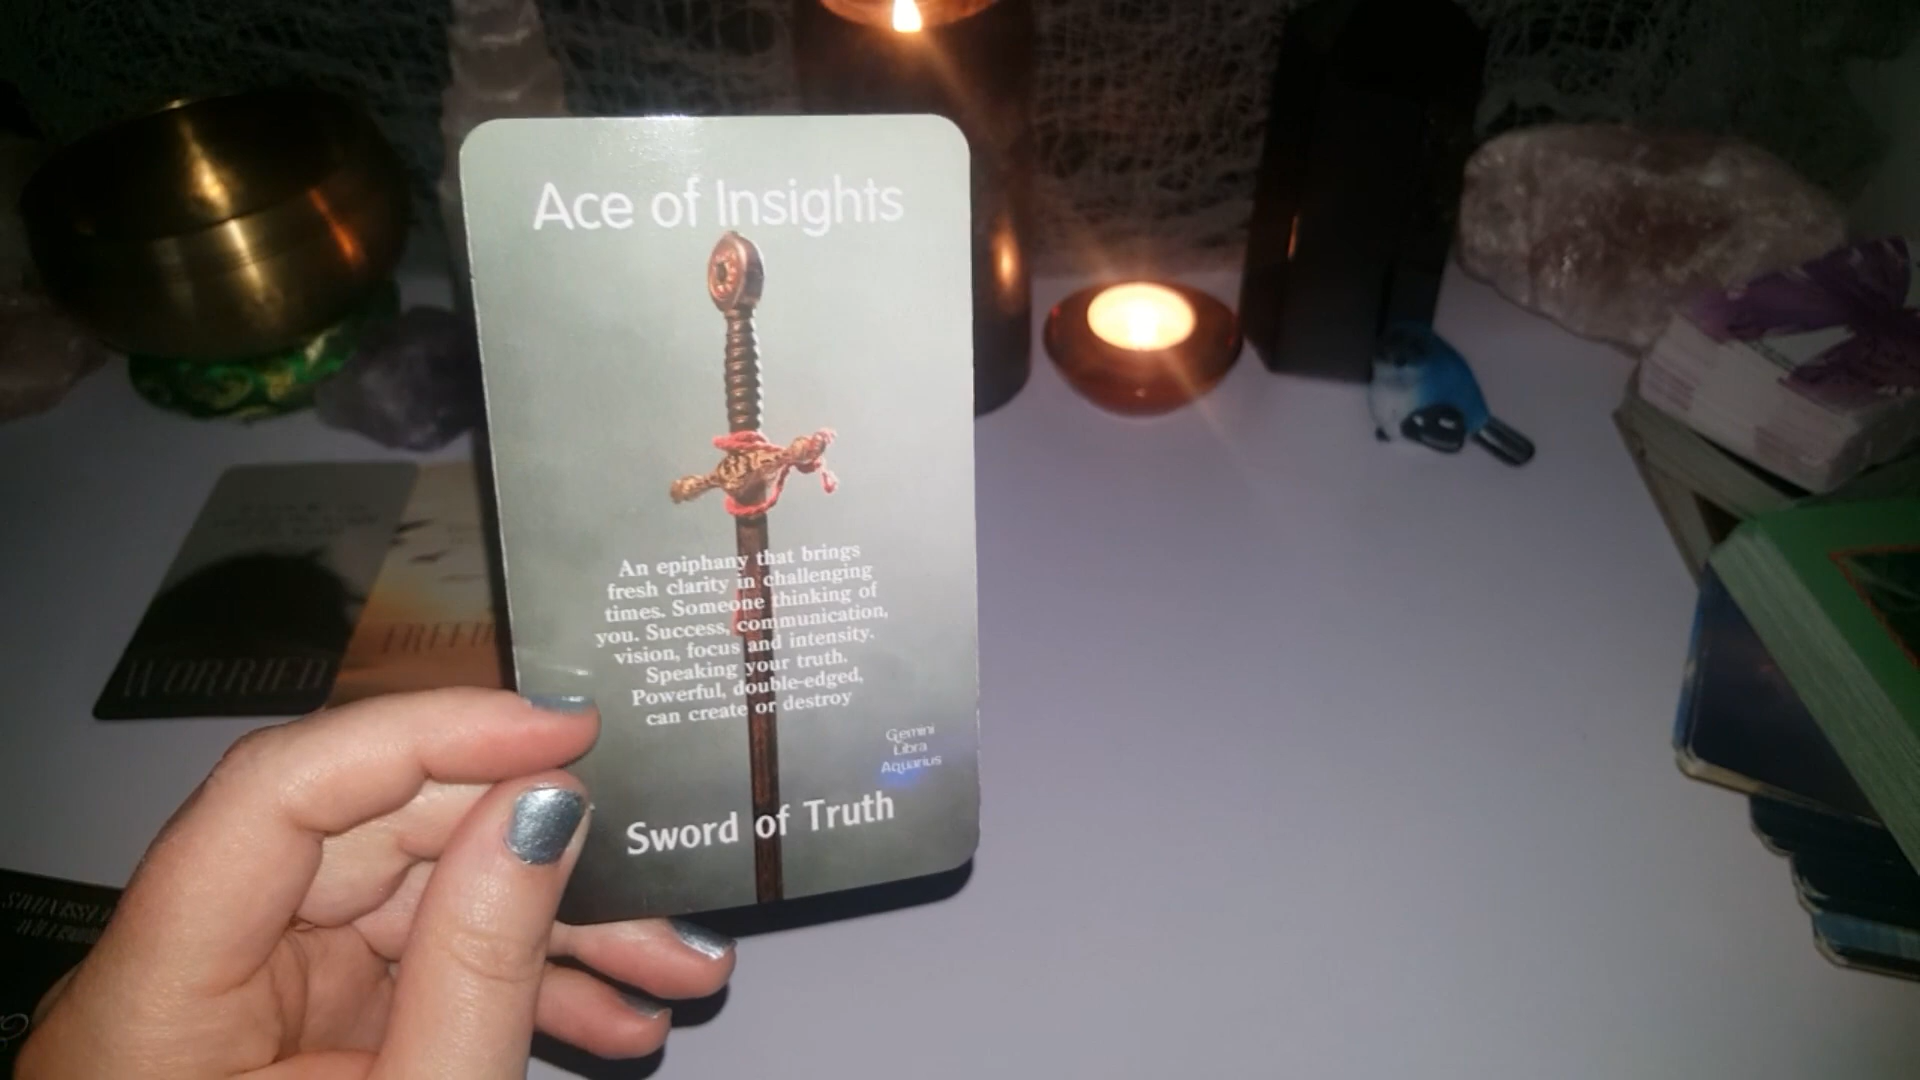 Ace of Insights
An epiphany that brings
fresh clarity in challenging
times. Someone thinking of
you. Success, communication,
vision, focus and intensity.
Speaking your truth.
Powerful, double-edged,
can create or destroy
Gemini
Libra
Aquarius
Sword of Truth
WORRIED